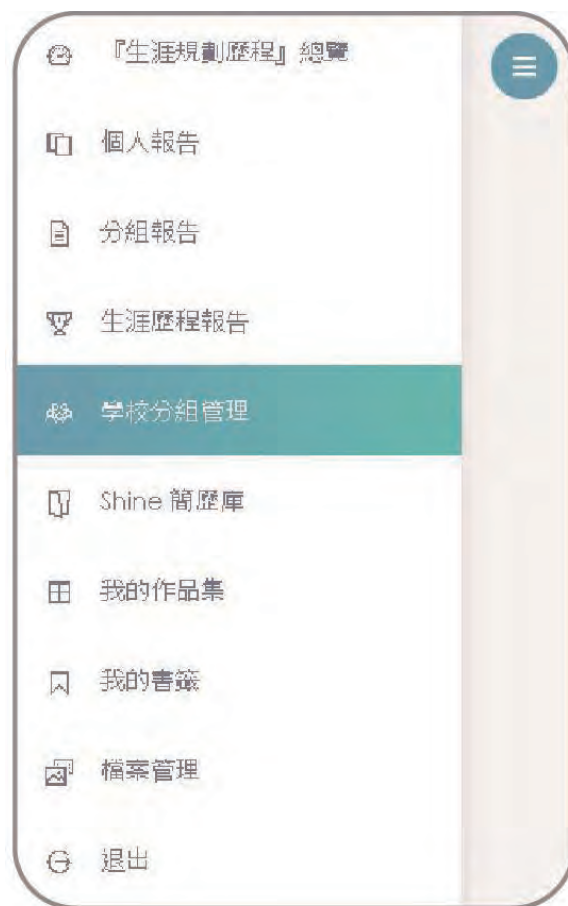 『生涯規劃歷程』總覽
個人報告
分組報告
生涯歷程報告
學校分組管理
Shine 簡歷庫
我的作品集
我的書籤
檔案管理
退出